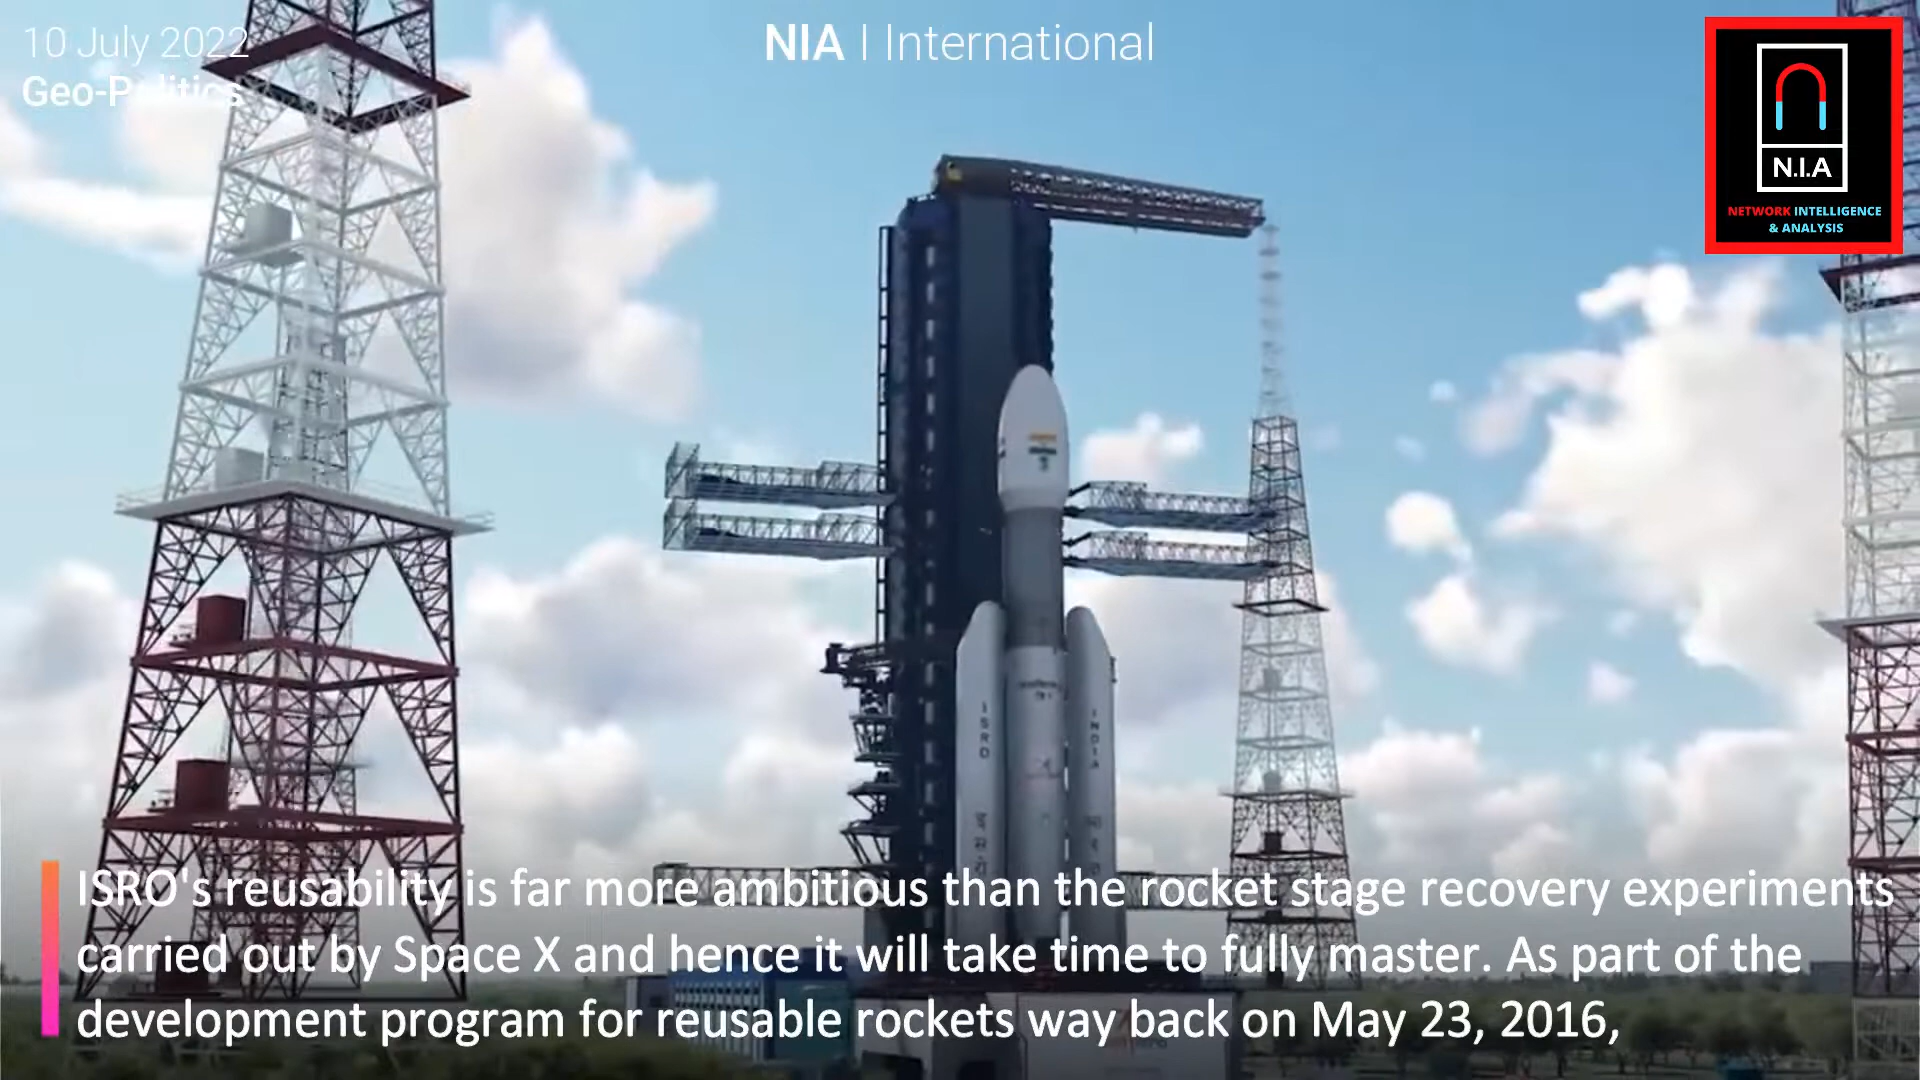 10 July 2022
Geo-Politics
NIA | International
N.I.A
NETWORK INTELLIGENCE
& ANALYSIS
ISRO
INDIA
ISRO's reusability is far more ambitious than the rocket stage recovery experiments
carried out by Space X and hence it will take time to fully master. As part of the
development program for reusable rockets way back on May 23, 2016,